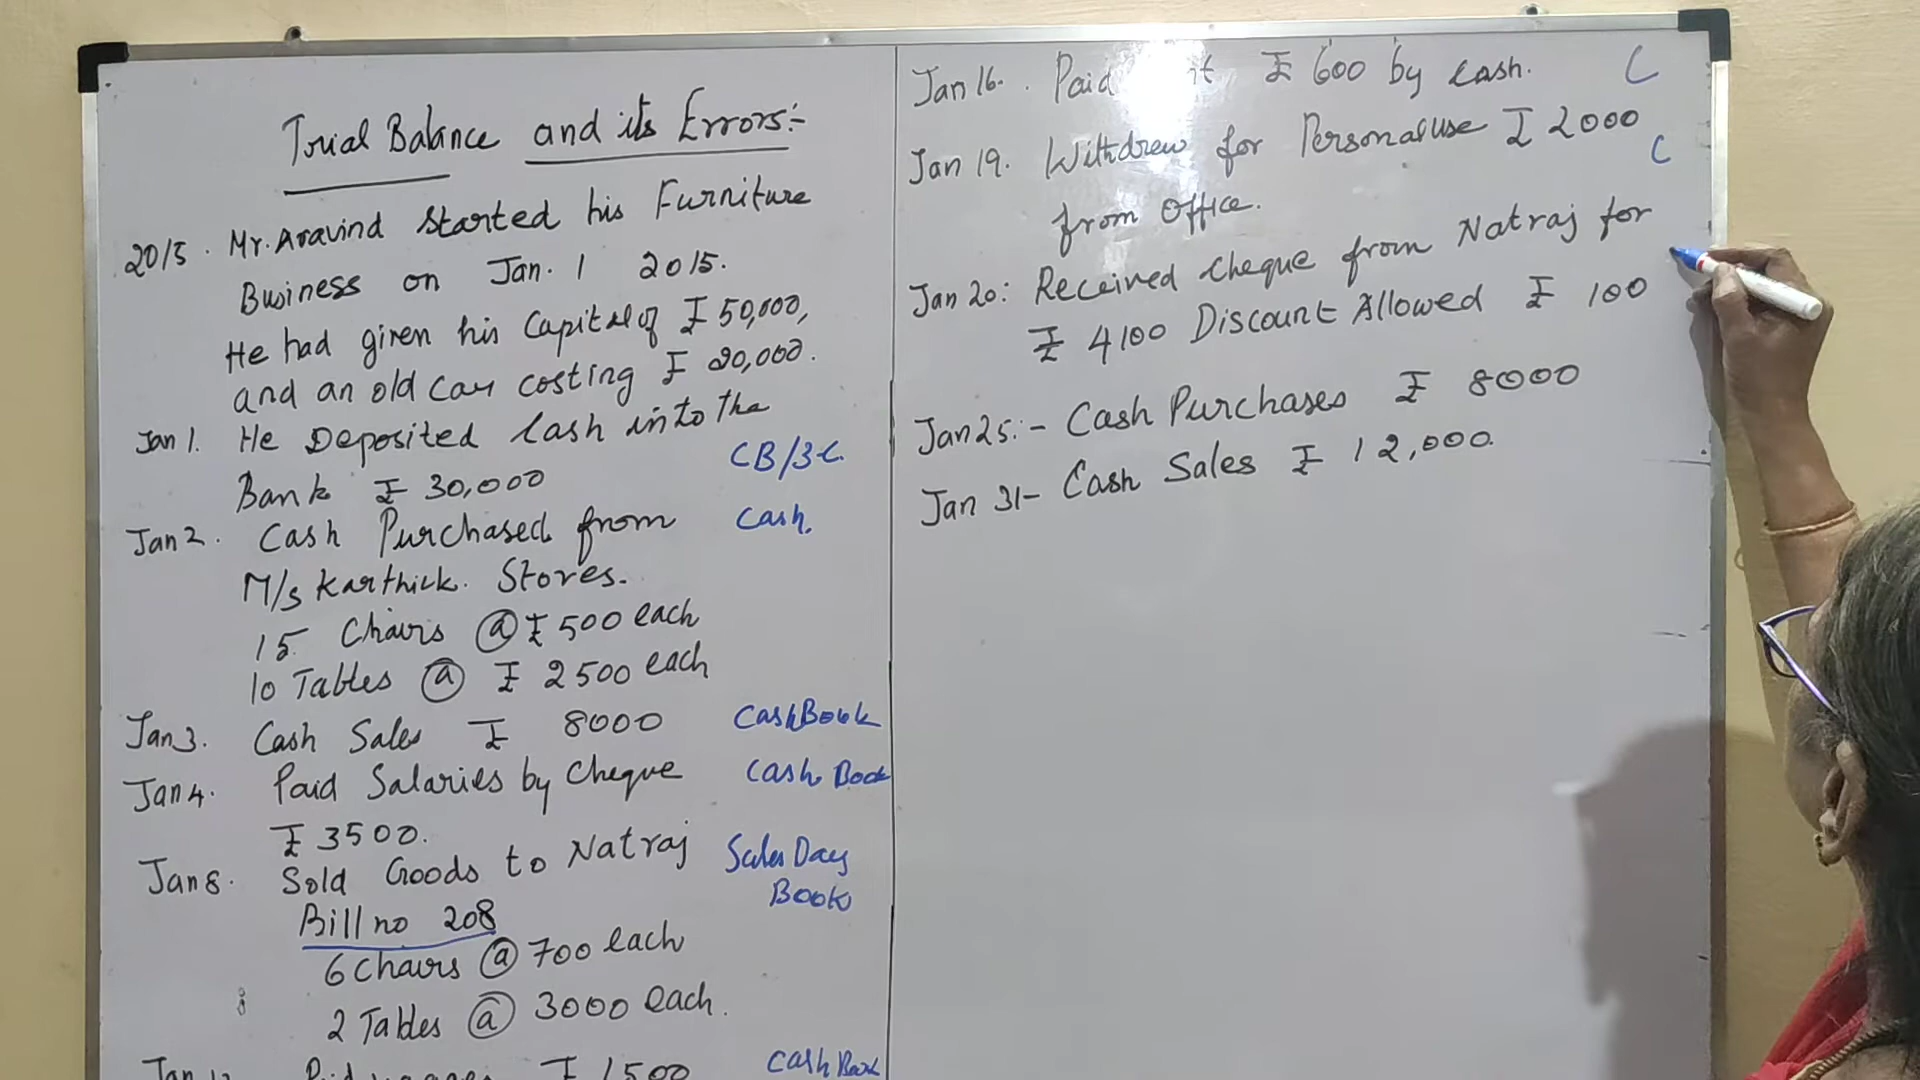 Trial Balance and its Errors:-
2015. Mr. Aravind started his Furniture
Business on Jan. 1 2015.
He had given his Capital of ₹ 50,000,
and an old car costing ₹ 20,000.
Jan 1. He Deposited Cash into the
Bank ₹ 30,000 CB/BC
Jan 2. Cash Purchased from Cash.
M/s Karthick. Stores.
15 Chairs @ ₹ 500 each
10 Tables @ ₹ 2500 each
Jan 3. Cash Sales ₹ 8000 Cash Book
Jan 4. Paid Salaries by Cheque Cash Book
₹ 3500.
Jan 8. Sold Goods to Natraj Sales Day
Book
Bill no 208
6 Chairs @ 700 each
2 Tables @ 3000 each.
Jan ₹ 1500 Cash Book
Jan 16. Paid ₹ 600 by Cash. C
Jan 19. Withdrew for Personal use ₹ 2000
from Office. C
Jan 20: Received Cheque from Natraj for
₹ 4100 Discount Allowed ₹ 100
Jan 25:- Cash Purchases ₹ 8000
Jan 31- Cash Sales ₹ 12,000.